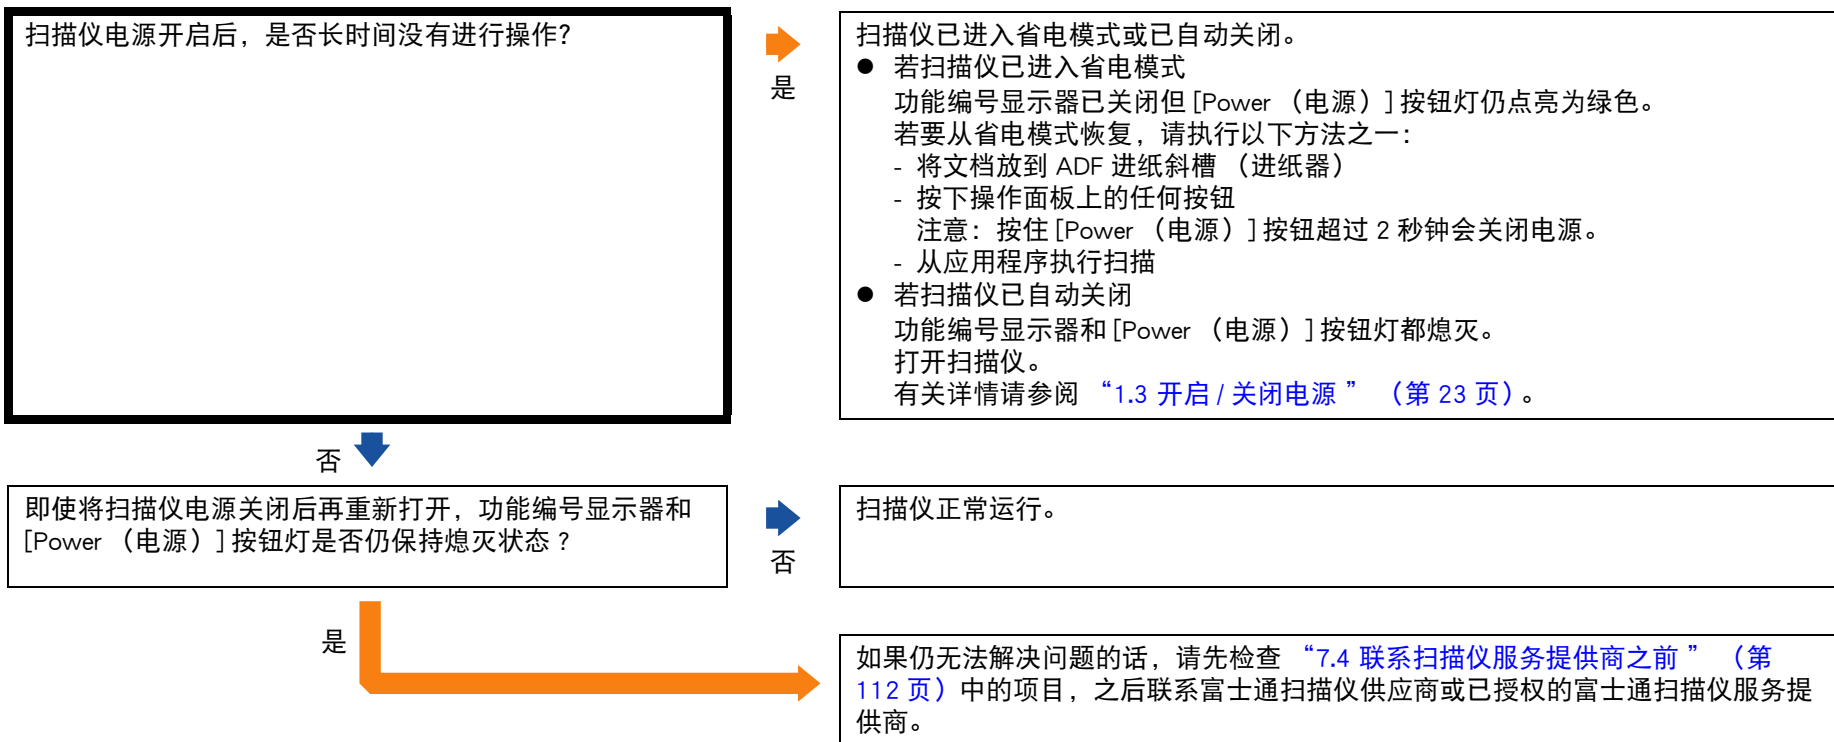 扫描仪电源开启后，是否长时间没有进行操作?
是
扫描仪已进入省电模式或已自动关闭。
● 若扫描仪已进入省电模式
功能编号显示器已关闭但 [Power （电源）] 按钮灯仍点亮为绿色。
若要从省电模式恢复，请执行以下方法之一：
- 将文档放到 ADF 进纸斜槽 （进纸器）
- 按下操作面板上的任何按钮
注意：按住 [Power （电源）] 按钮超过 2 秒钟会关闭电源。
- 从应用程序执行扫描
● 若扫描仪已自动关闭
功能编号显示器和 [Power （电源）] 按钮灯都熄灭。
打开扫描仪。
有关详情请参阅 “1.3 开启 / 关闭电源 ” （第 23 页）。
否
即使将扫描仪电源关闭后再重新打开，功能编号显示器和
[Power （电源）] 按钮灯是否仍保持熄灭状态 ?
否
扫描仪正常运行。
是
如果仍无法解决问题的话，请先检查 “7.4 联系扫描仪服务提供商之前 ” （第
112 页）中的项目，之后联系富士通扫描仪供应商或已授权的富士通扫描仪服务提
供商。